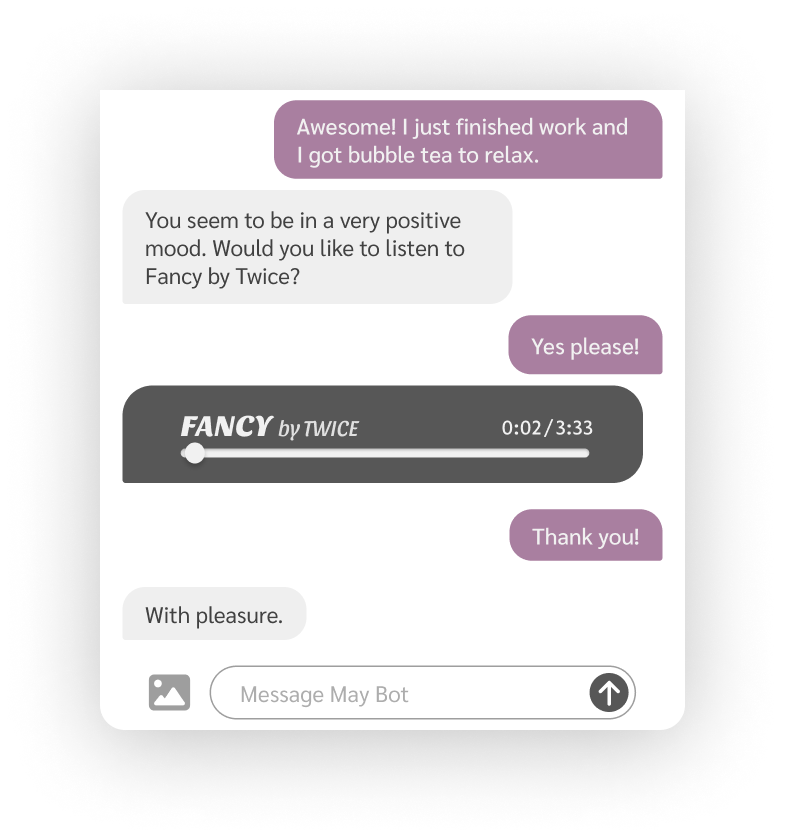 Awesome! I just finished work and
I got bubble tea to relax.
You seem to be in a very positive
mood. Would you like to listen to
Fancy by Twice?
Yes please!
FANCY by TWICE 0:02/3:33
Thank you!
With pleasure.
Message May Bot